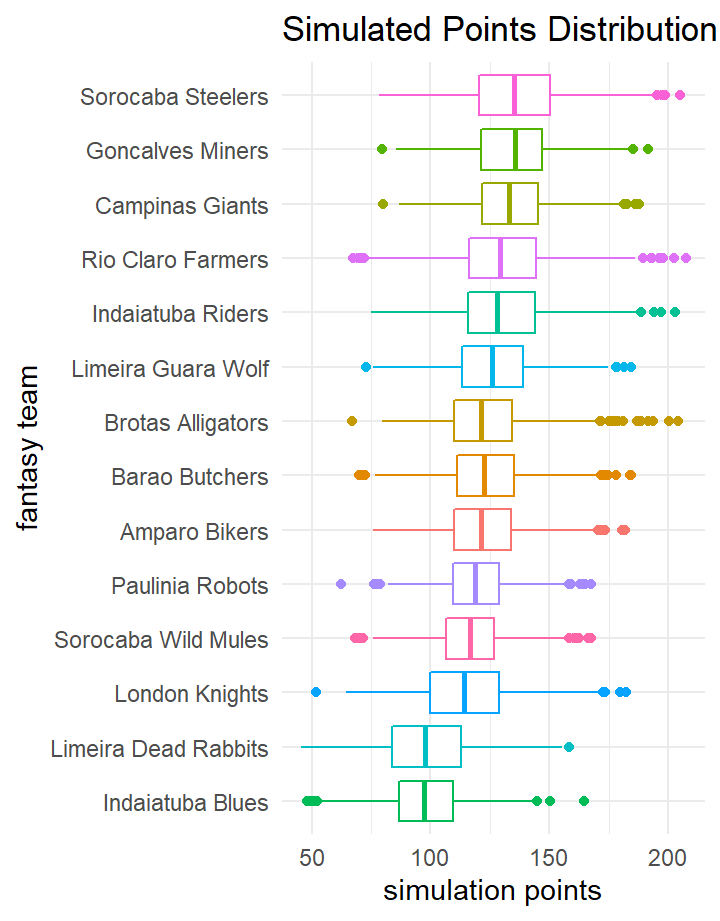 Simulated Points Distribution
Sorocaba Steelers
Goncalves Miners
Campinas Giants
Rio Claro Farmers
Indaiatuba Riders
Limeira Guara Wolf
Brotas Alligators
Barao Butchers
Amparo Bikers
Paulinia Robots
Sorocaba Wild Mules
London Knights
Limeira Dead Rabbits
Indaiatuba Blues
fantasy team
50 100 150 200
simulation points